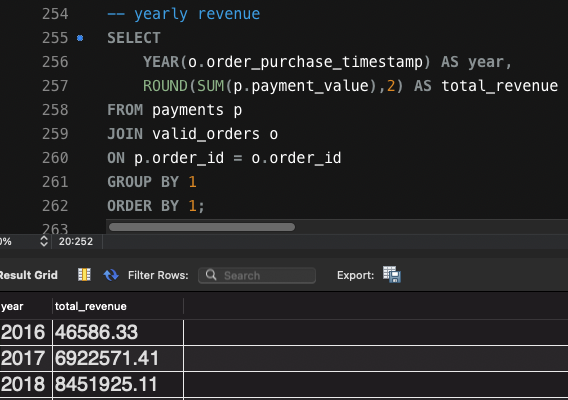 254 -- yearly revenue
255 SELECT
256 YEAR(o.order_purchase_timestamp) AS year,
257 ROUND(SUM(p.payment_value),2) AS total_revenue
258 FROM payments p
259 JOIN valid_orders o
260 ON p.order_id = o.order_id
261 GROUP BY 1
262 ORDER BY 1;
263
0% 20:252
Result Grid Filter Rows: Search Export:
year total_revenue
2016 46586.33
2017 6922571.41
2018 8451925.11